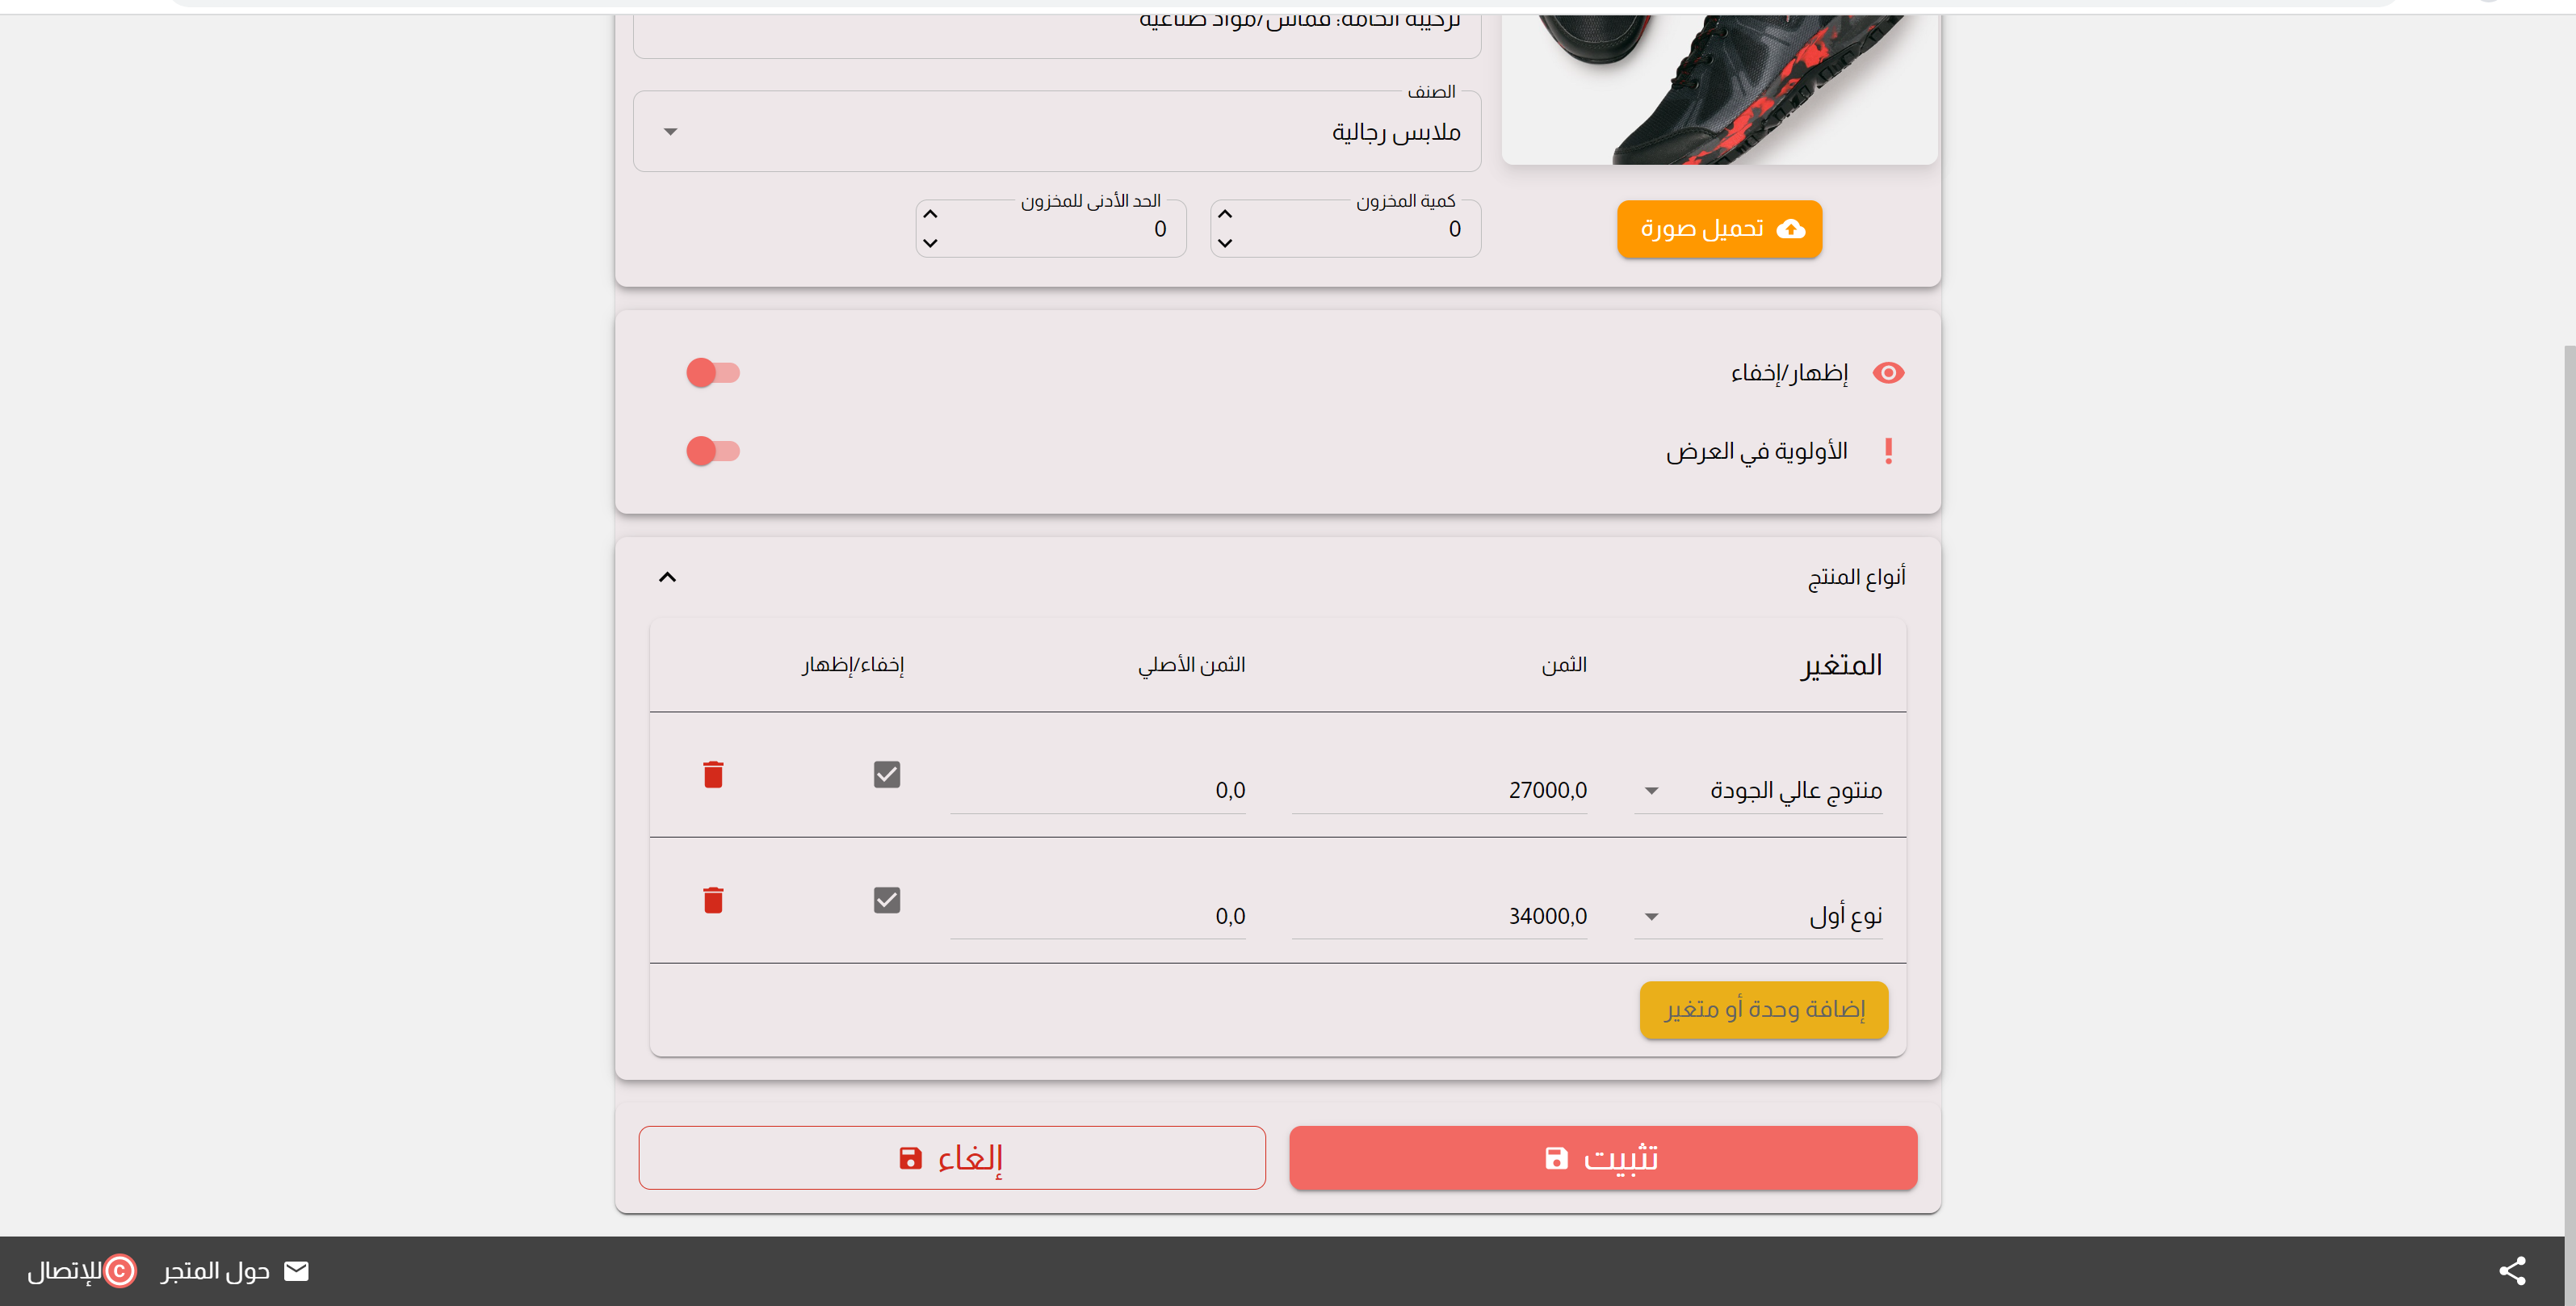 تركيبة الخامة: قماش/مواد صناعية
الصنف
ملابس رجالية
كمية المخزون
0
الحد الأدنى للمخزون
0
تحميل صورة
إظهار/إخفاء
الأولوية في العرض
أنواع المنتج
المتغير الثمن الثمن الأصلي إخفاء/إظهار
منتوج عالي الجودة 27000,0 0,0
نوع أول 34000,0 0,0
إضافة وحدة أو متغير
تثبيت
إلغاء
حول المتجر
للإتصال